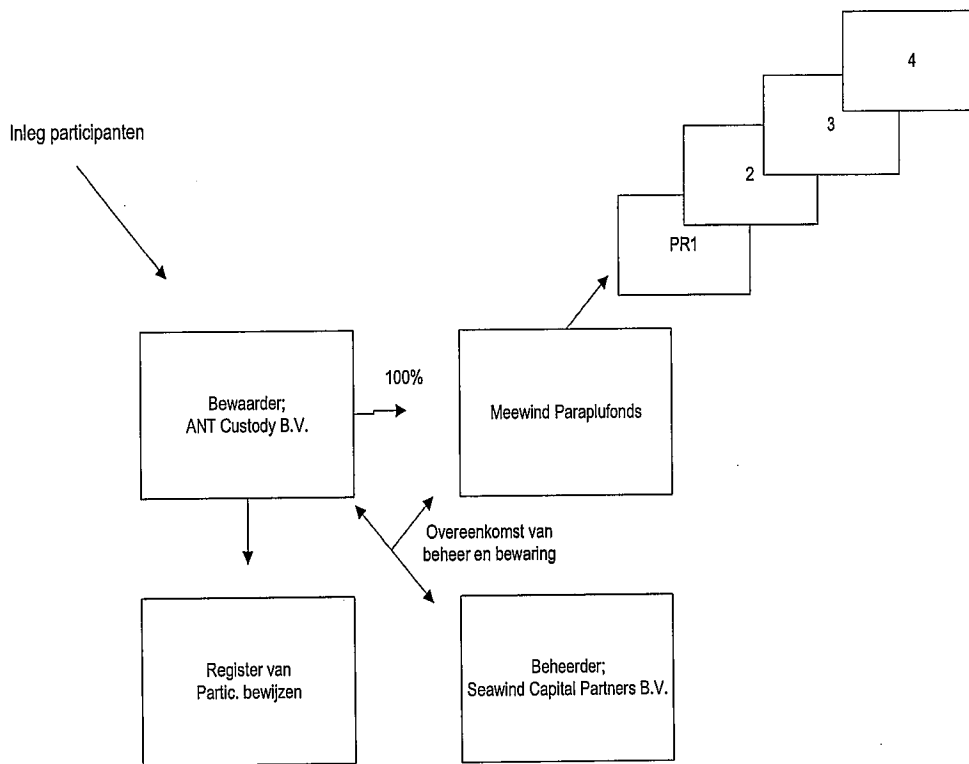 4
Inleg participanten
3
2
PR1
100%
Bewaarder;
ANT Custody B.V.
Meewind Paraplufonds
Overeenkomst van
beheer en bewaring
Register van
Partic. bewijzen
Beheerder;
Seawind Capital Partners B.V.